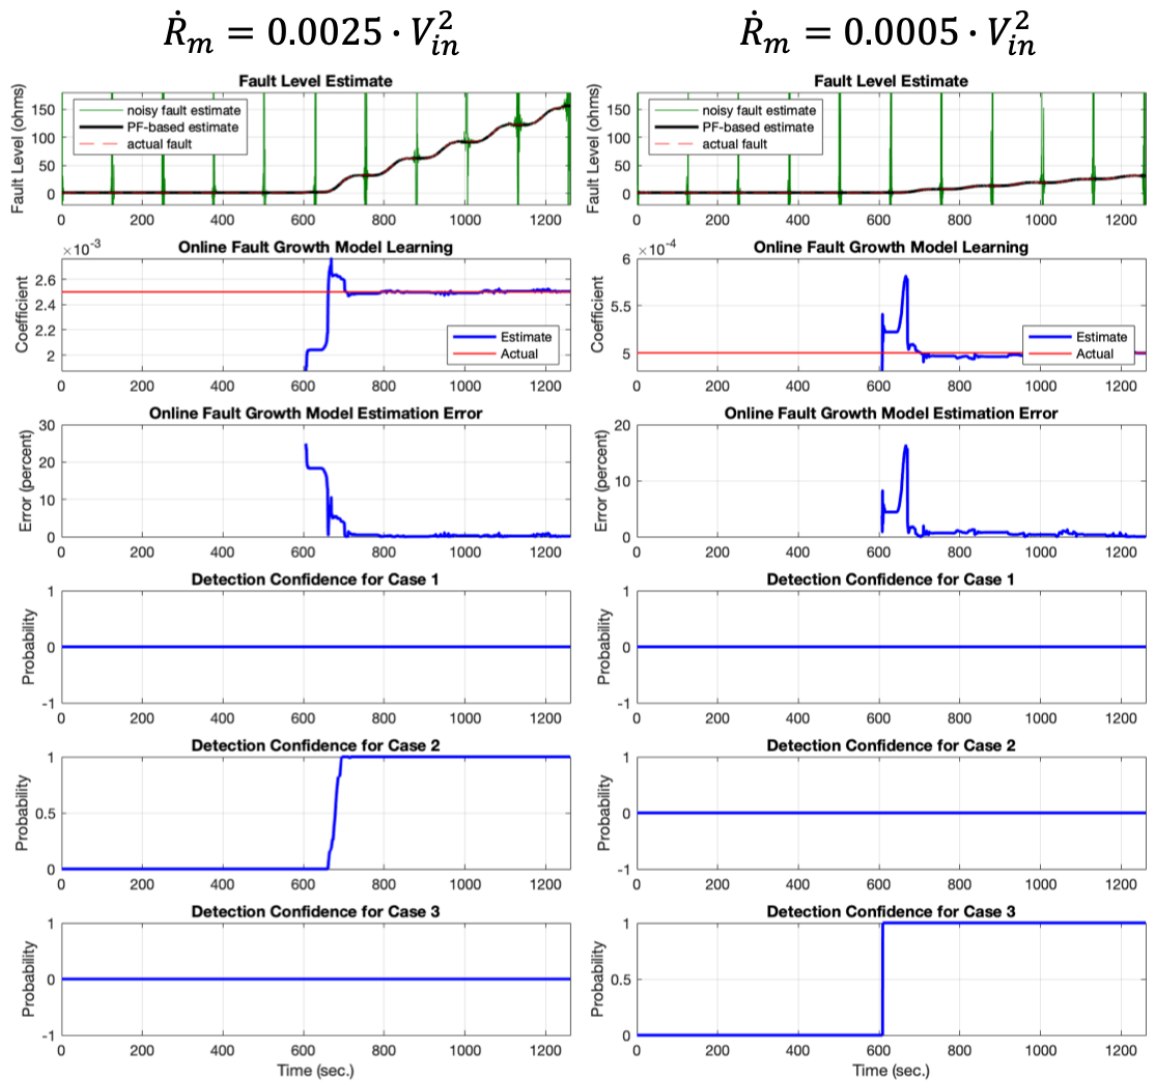 Ṙₘ = 0.0025 · Vᵢₙ²
Fault Level Estimate
Fault Level (ohms)
150
100
50
0
noisy fault estimate
PF-based estimate
actual fault
0 200 400 600 800 1000 1200
Online Fault Growth Model Learning
×10⁻³
Coefficient
2.6
2.4
2.2
2
Estimate
Actual
0 200 400 600 800 1000 1200
Online Fault Growth Model Estimation Error
Error (percent)
30
20
10
0
0 200 400 600 800 1000 1200
Detection Confidence for Case 1
Probability
1
0
-1
0 200 400 600 800 1000 1200
Detection Confidence for Case 2
Probability
1
0.5
0
0 200 400 600 800 1000 1200
Detection Confidence for Case 3
Probability
1
0
-1
0 200 400 600 800 1000 1200
Time (sec.)
Ṙₘ = 0.0005 · Vᵢₙ²
Fault Level Estimate
Fault Level (ohms)
150
100
50
0
noisy fault estimate
PF-based estimate
actual fault
0 200 400 600 800 1000 1200
Online Fault Growth Model Learning
×10⁻⁴
Coefficient
6
5.5
5
Estimate
Actual
0 200 400 600 800 1000 1200
Online Fault Growth Model Estimation Error
Error (percent)
20
10
0
0 200 400 600 800 1000 1200
Detection Confidence for Case 1
Probability
1
0
-1
0 200 400 600 800 1000 1200
Detection Confidence for Case 2
Probability
1
0
-1
0 200 400 600 800 1000 1200
Detection Confidence for Case 3
Probability
1
0.5
0
0 200 400 600 800 1000 1200
Time (sec.)